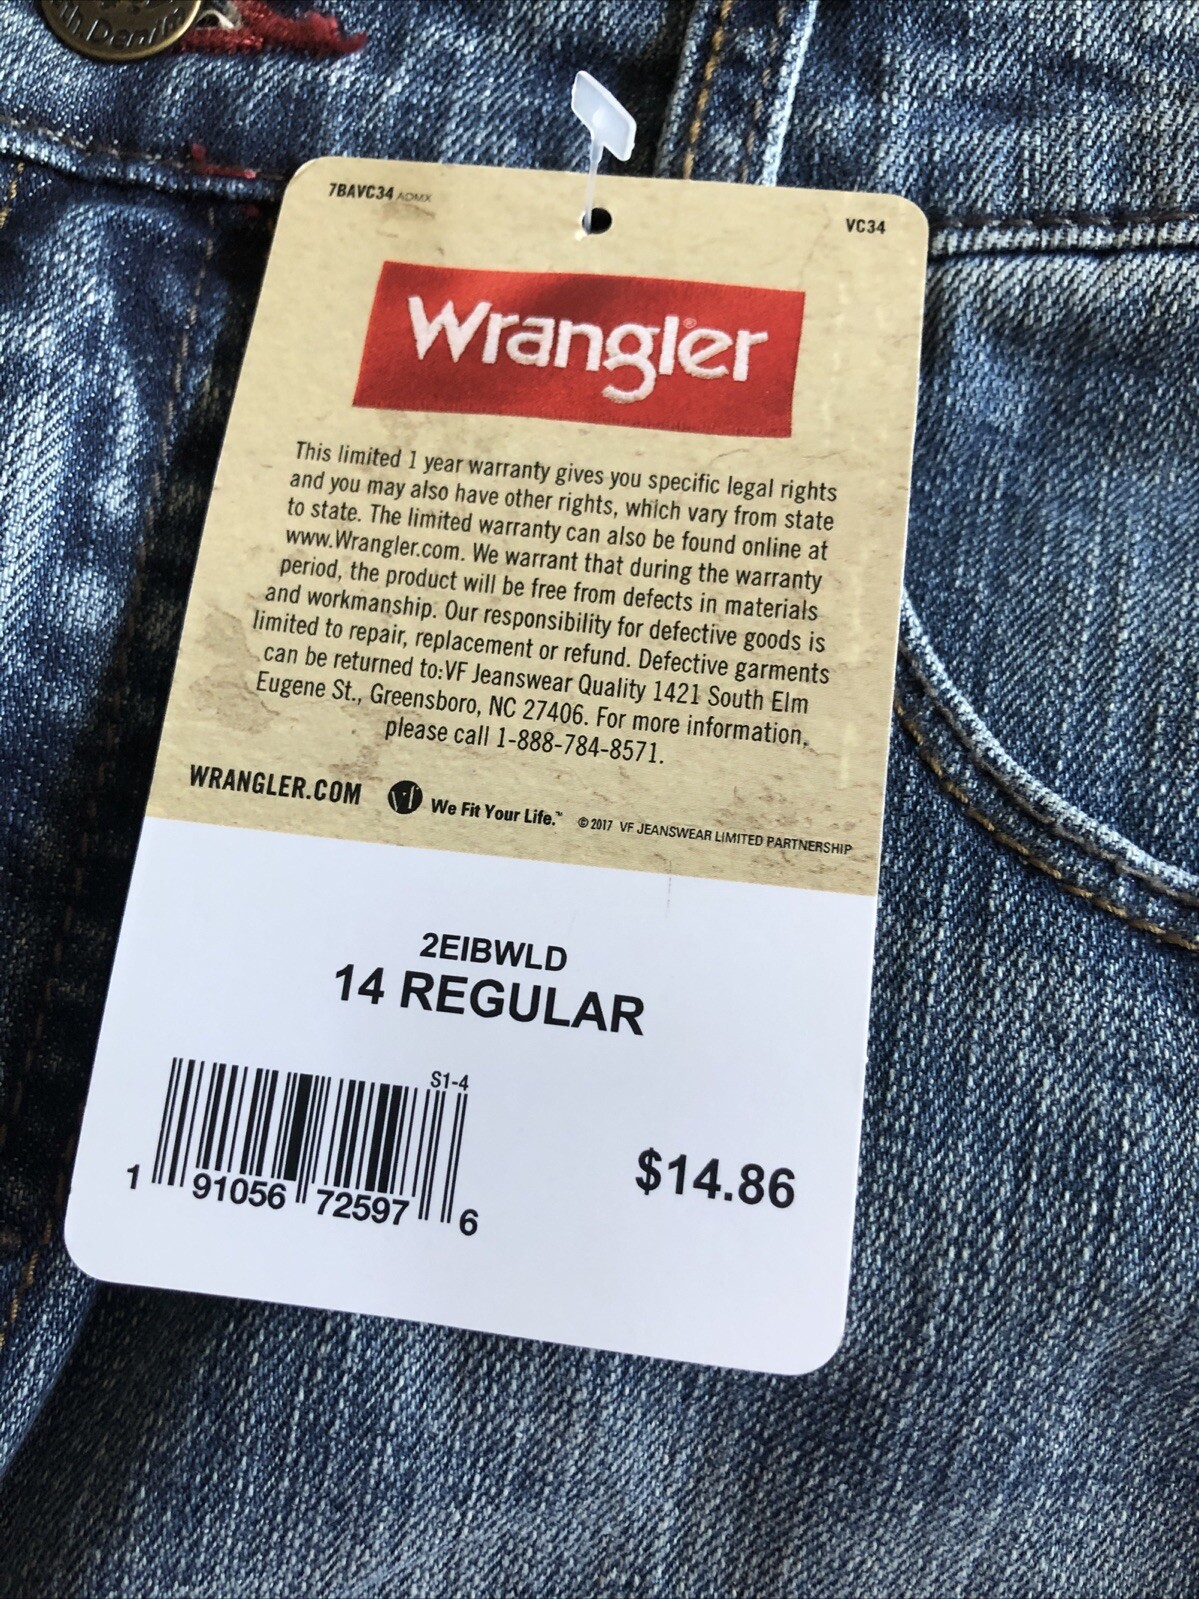 7BAVC34 ADMX
VC34
Wrangler®
This limited 1 year warranty gives you specific legal rights
and you may also have other rights, which vary from state
to state. The limited warranty can also be found online at
www.Wrangler.com. We warrant that during the warranty
period, the product will be free from defects in materials
and workmanship. Our responsibility for defective goods is
limited to repair, replacement or refund. Defective garments
can be returned to:VF Jeanswear Quality 1421 South Elm
Eugene St., Greensboro, NC 27406. For more information,
please call 1-888-784-8571.
WRANGLER.COM vf We Fit Your Life.™ ©2017 VF JEANSWEAR LIMITED PARTNERSHIP
2EIBWLD
14 REGULAR
S1-4
1 91056 72597 6
$14.86